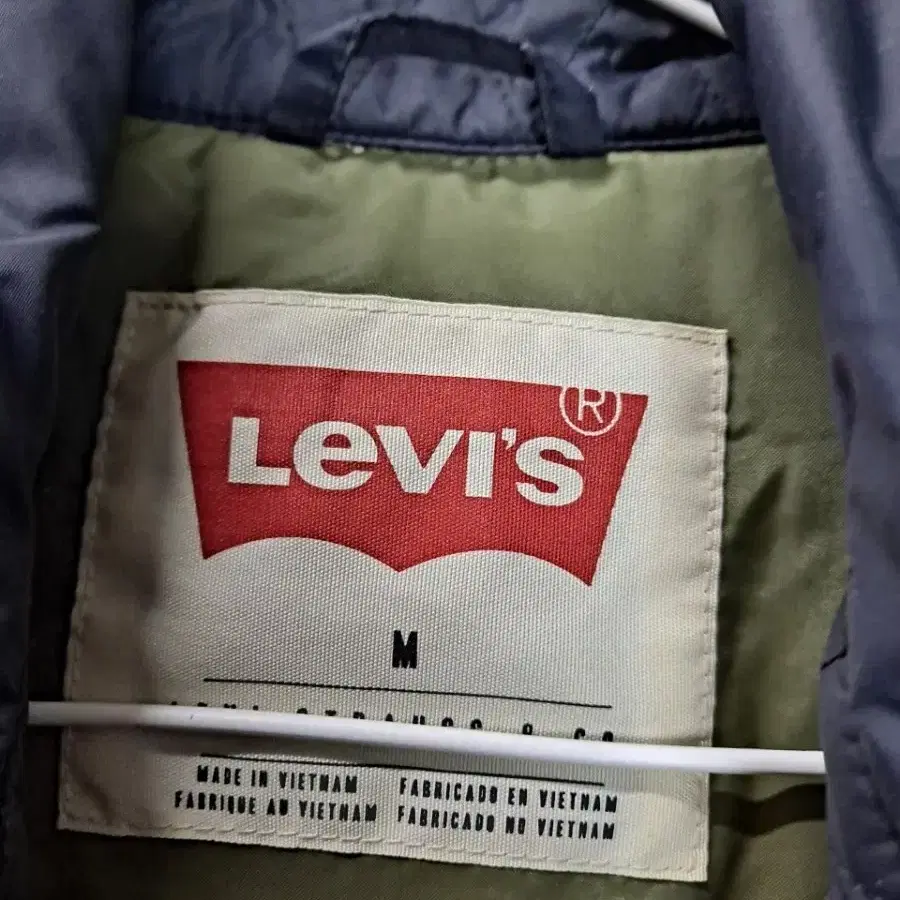 Levi's®
M
MADE IN VIETNAM FABRICADO EN VIETNAM
FABRIQUE AU VIETNAM FABRICADO NO VIETNAM